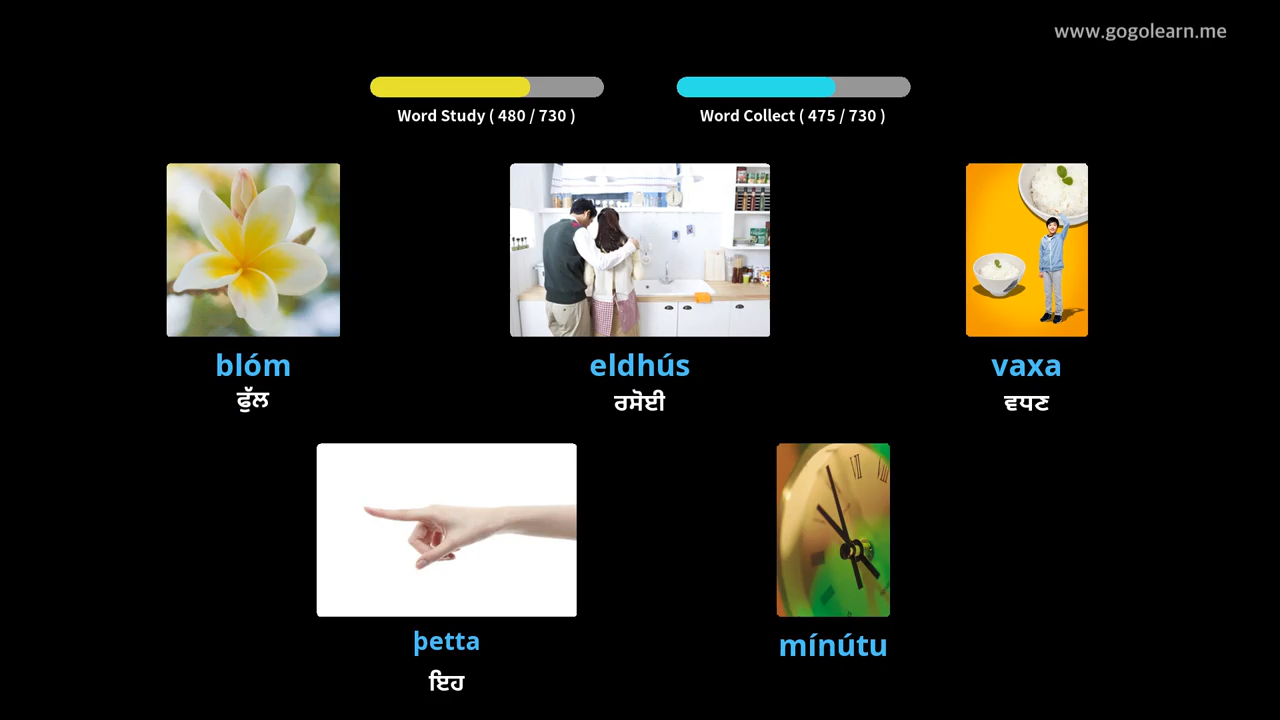 www.gogolearn.me
Word Study ( 480 / 730 )
Word Collect ( 475 / 730 )
blóm
ਫੁੱਲ
eldhús
ਰਸੋਈ
vaxa
ਵਧਣ
þetta
ਇਹ
mínútu